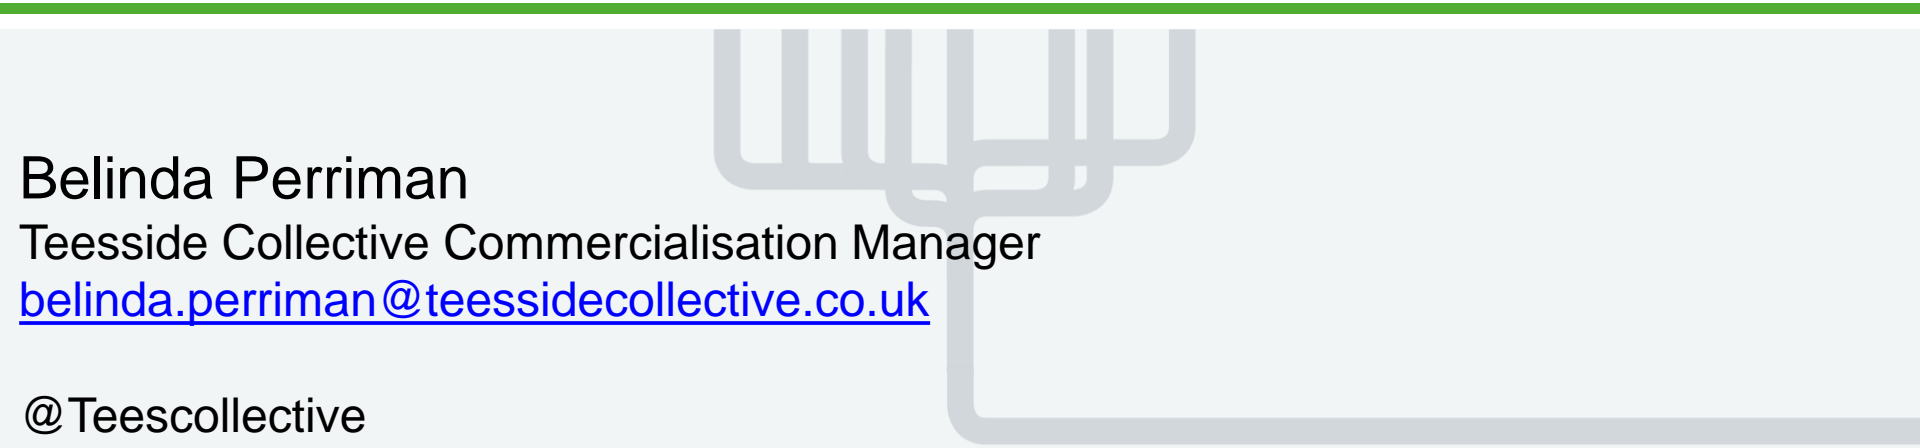 Belinda Perriman
Teesside Collective Commercialisation Manager
belinda.perriman@teessidecollective.co.uk
@Teescollective